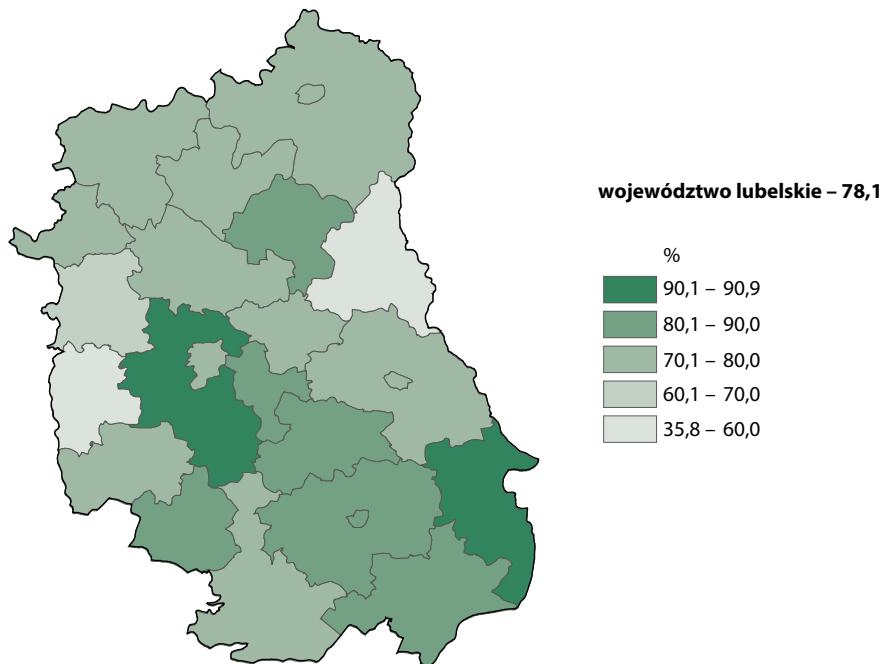 województwo lubelskie – 78,1
%
90,1 – 90,9
80,1 – 90,0
70,1 – 80,0
60,1 – 70,0
35,8 – 60,0